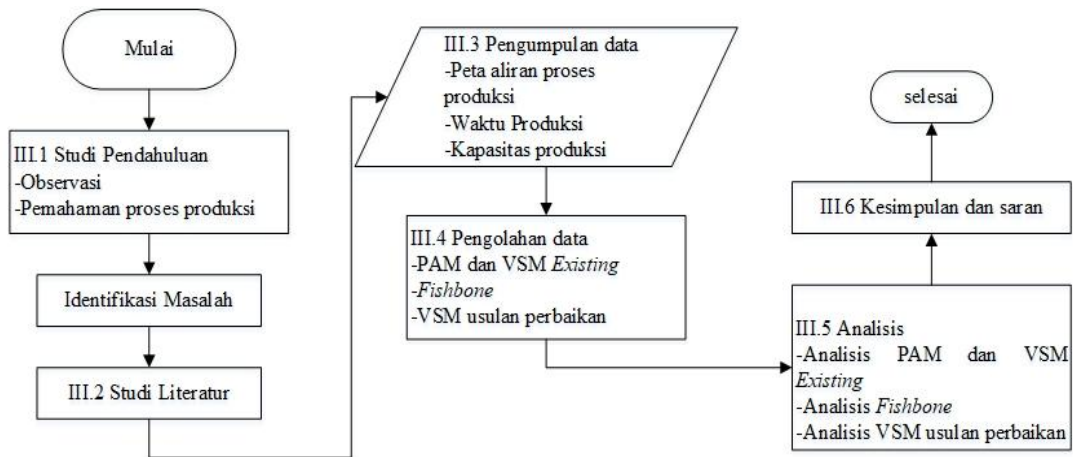 Mulai
III.1 Studi Pendahuluan
-Observasi
-Pemahaman proses produksi
Identifikasi Masalah
III.2 Studi Literatur
III.3 Pengumpulan data
-Peta aliran proses
produksi
-Waktu Produksi
-Kapasitas produksi
III.4 Pengolahan data
-PAM dan VSM Existing
-Fishbone
-VSM usulan perbaikan
III.5 Analisis
-Analisis PAM dan VSM
Existing
-Analisis Fishbone
-Analisis VSM usulan perbaikan
III.6 Kesimpulan dan saran
selesai